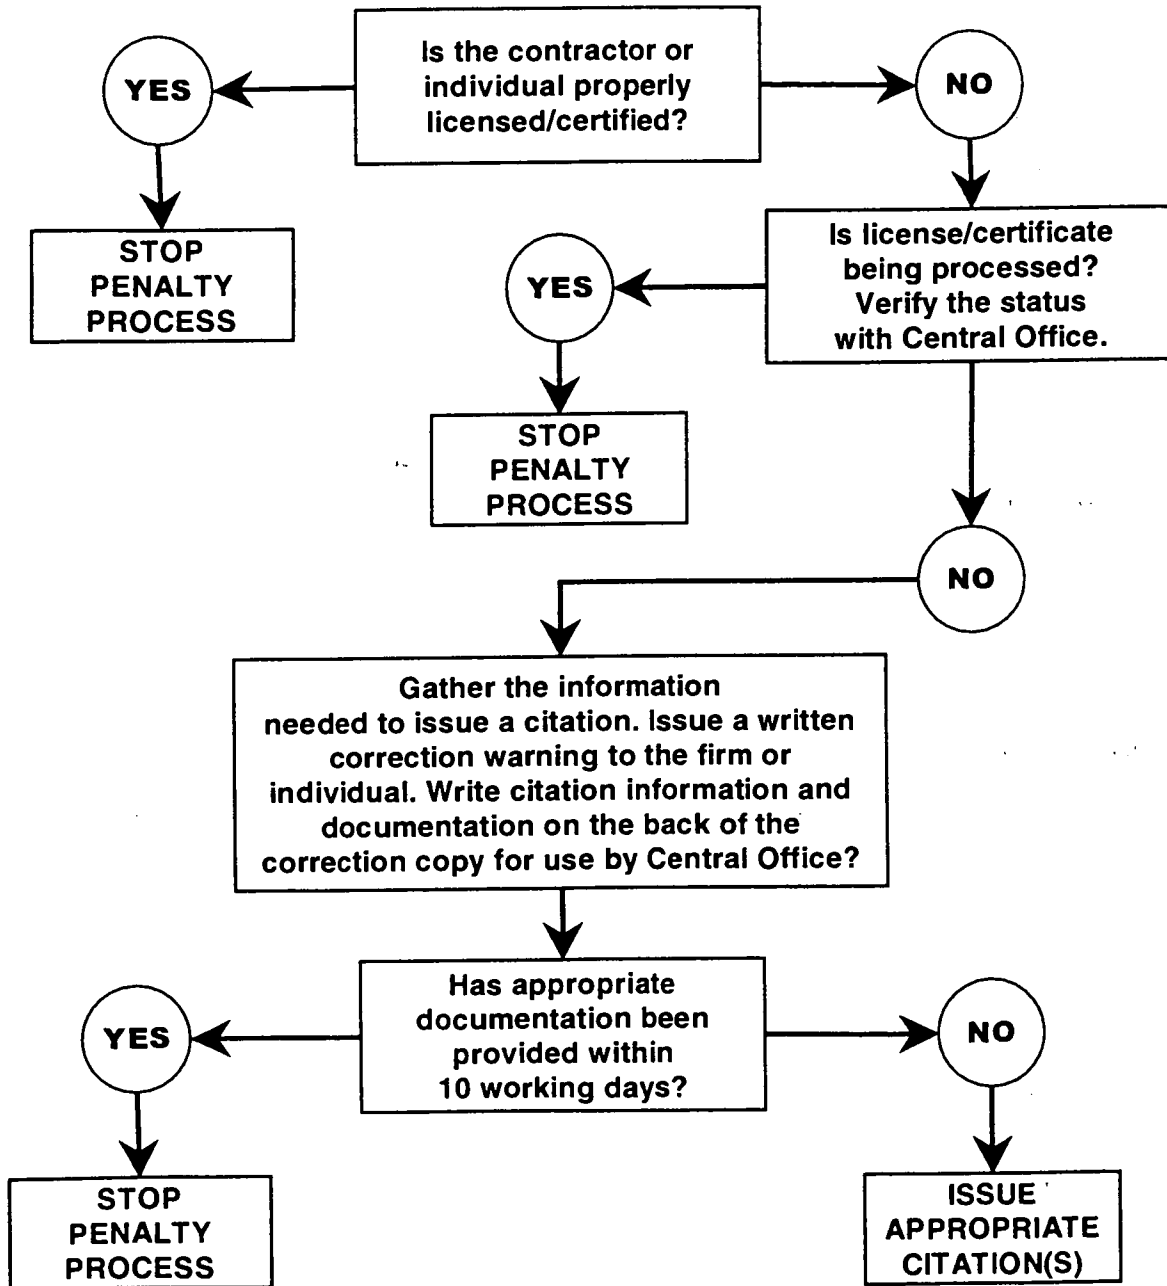 Is the contractor or
individual properly
licensed/certified?
YES
NO
STOP
PENALTY
PROCESS
Is license/certificate
being processed?
Verify the status
with Central Office.
YES
STOP
PENALTY
PROCESS
NO
Gather the information
needed to issue a citation. Issue a written
correction warning to the firm or
individual. Write citation information and
documentation on the back of the
correction copy for use by Central Office?
Has appropriate
documentation been
provided within
10 working days?
YES
NO
STOP
PENALTY
PROCESS
ISSUE
APPROPRIATE
CITATION(S)